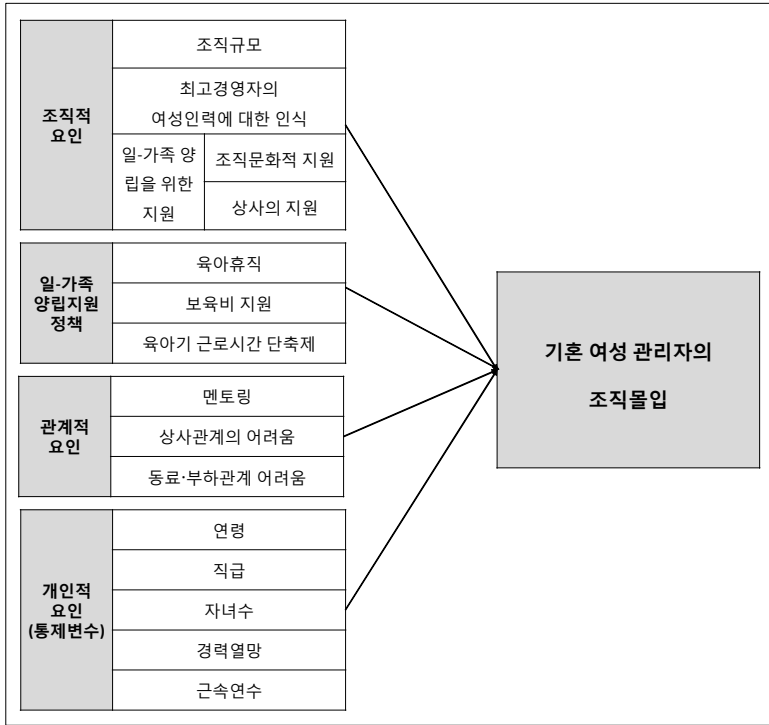 조직적
요인
조직규모
최고경영자의
여성인력에 대한 인식
일-가족 양
립을 위한
지원
조직문화적 지원
상사의 지원
일-가족
양립지원
정책
육아휴직
보육비 지원
육아기 근로시간 단축제
관계적
요인
멘토링
상사관계의 어려움
동료·부하관계 어려움
개인적
요인
(통제변수)
연령
직급
자녀수
경력열망
근속연수
기혼 여성 관리자의
조직몰입